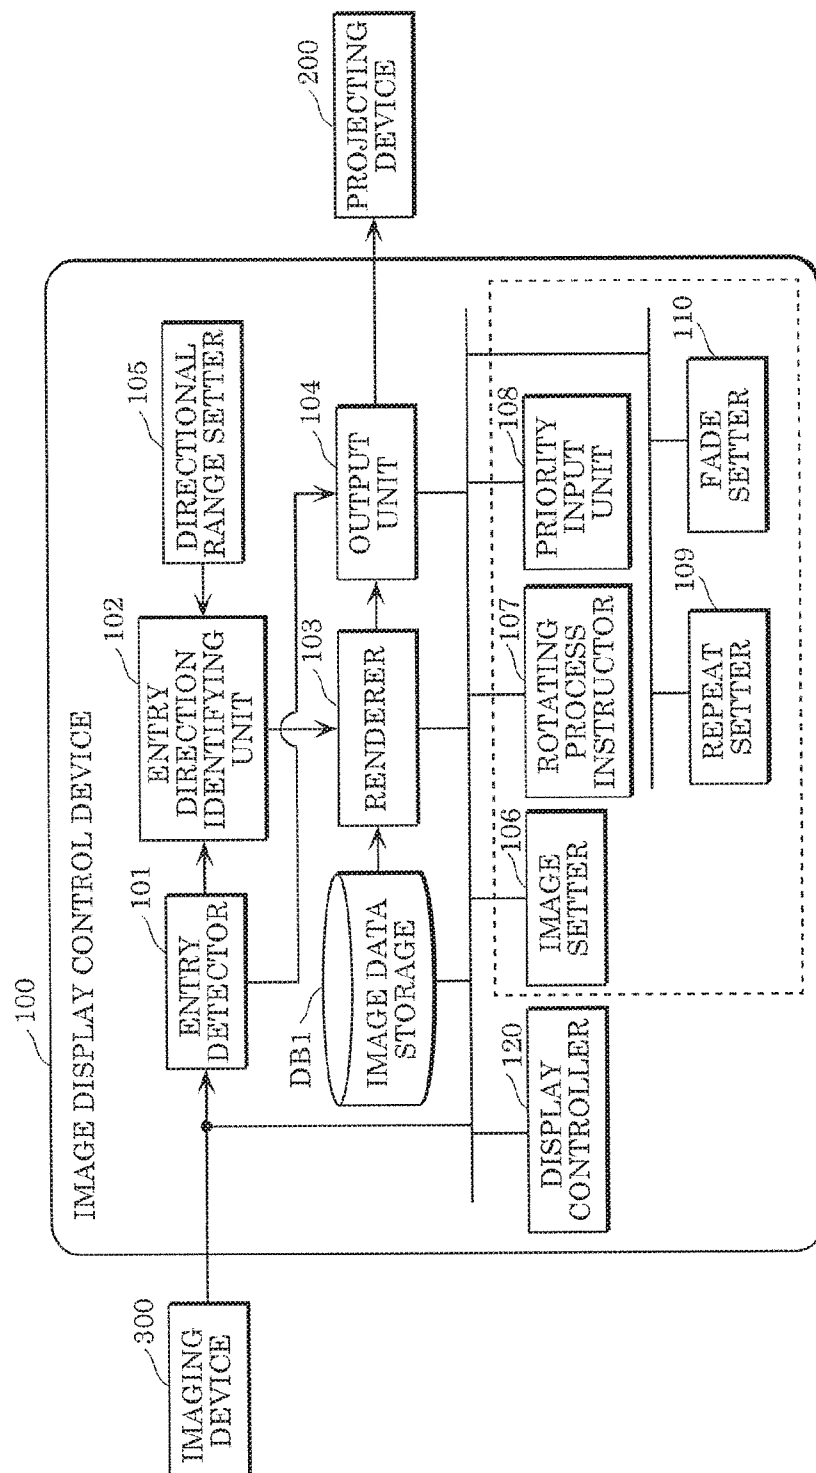 100
IMAGE DISPLAY CONTROL DEVICE
300
IMAGING
DEVICE
101
ENTRY
DETECTOR
102
ENTRY
DIRECTION
IDENTIFYING
UNIT
105
DIRECTIONAL
RANGE SETTER
200
PROJECTING
DEVICE
DB1
IMAGE DATA
STORAGE
103
RENDERER
104
OUTPUT
UNIT
120
DISPLAY
CONTROLLER
106
IMAGE
SETTER
107
ROTATING
PROCESS
INSTRUCTOR
108
PRIORITY
INPUT
UNIT
109
REPEAT
SETTER
110
FADE
SETTER